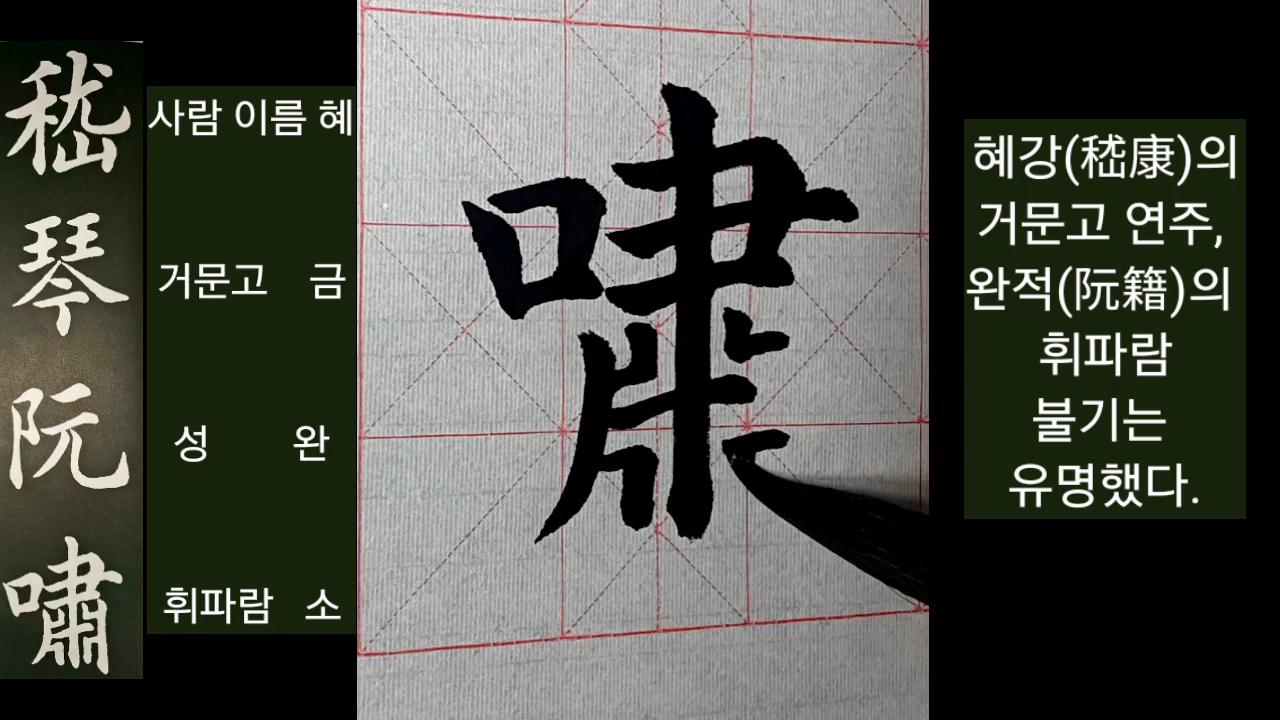 嵇
琴
阮
嘯
사람 이름 혜
거문고 금
성 완
휘파람 소
嘯
혜강(嵇康)의
거문고 연주,
완적(阮籍)의
휘파람
불기는
유명했다.